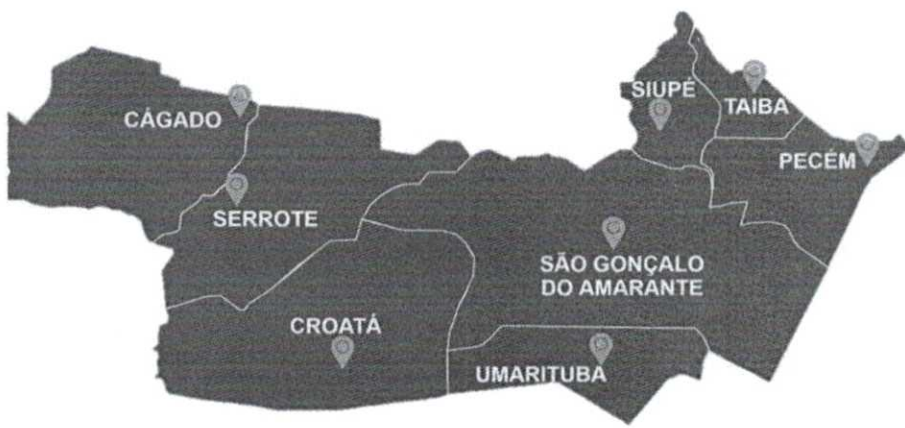 SIUPÉ
TAIBA
CÁGADO
PECÉM
SERROTE
SÃO GONÇALO
DO AMARANTE
CROATÁ
UMARITUBA